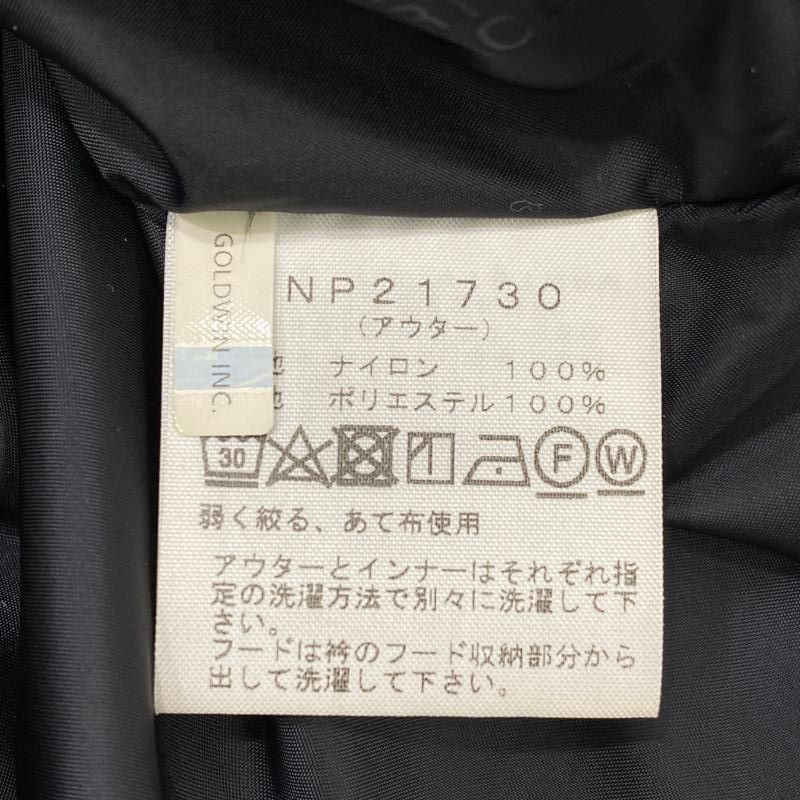 GOLDWIN INC.
NP21730
(アウター)
地 ナイロン 100%
地 ポリエステル100%
30
F
W
弱く絞る、あて布使用
アウターとインナーはそれぞれ指
定の洗濯方法で別々に洗濯して下
さい。
フードは衿のフード収納部分から
出して洗濯して下さい。